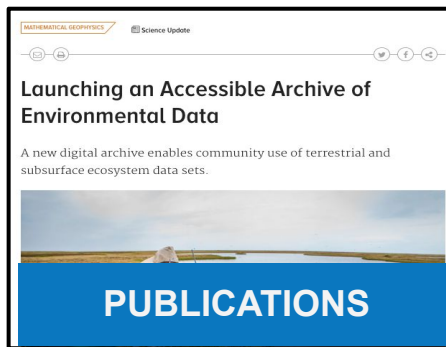 MATHEMATICAL GEOPHYSICS
Science Update
Launching an Accessible Archive of
Environmental Data
A new digital archive enables community use of terrestrial and
subsurface ecosystem data sets.
PUBLICATIONS